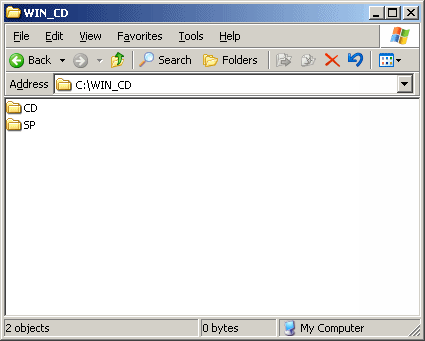 WIN_CD
File Edit View Favorites Tools Help
Back Search Folders
Address C:\WIN_CD
CD
SP
2 objects 0 bytes My Computer